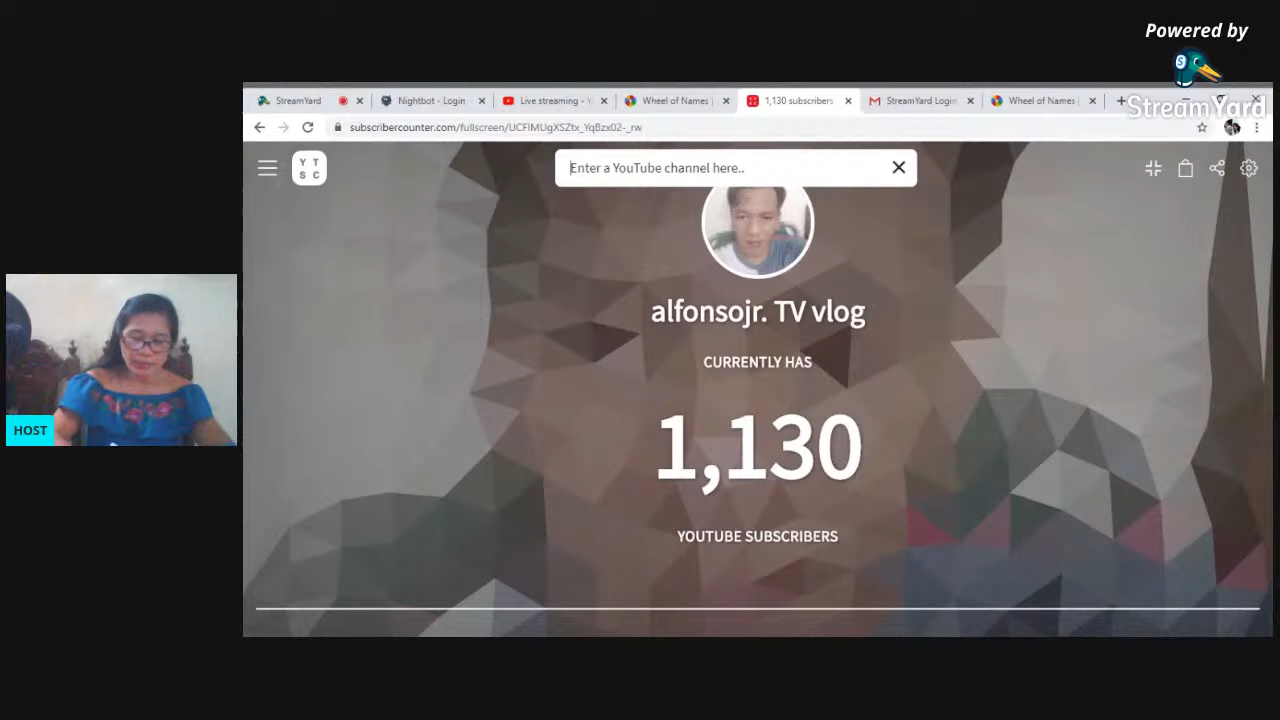 Powered by
StreamYard
StreamYard
Nightbot - Login
Live streaming - Y
Wheel of Names |
1,130 subscribers
StreamYard Login
Wheel of Names |
subscribercounter.com/fullscreen/UCFlMUgXSZtx_Yq8zx02-_rw
Y T
S C
Enter a YouTube channel here..
alfonsojr. TV vlog
CURRENTLY HAS
1,130
YOUTUBE SUBSCRIBERS
HOST